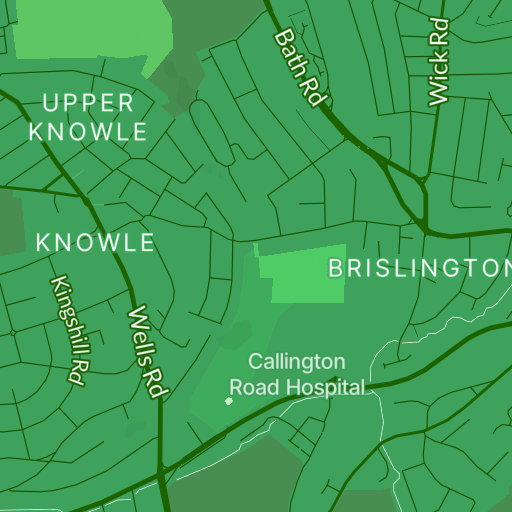 Bath Rd
Wick Rd
UPPER
KNOWLE
KNOWLE
BRISLINGTON
Kingshill Rd
Wells Rd
Callington
Road Hospital